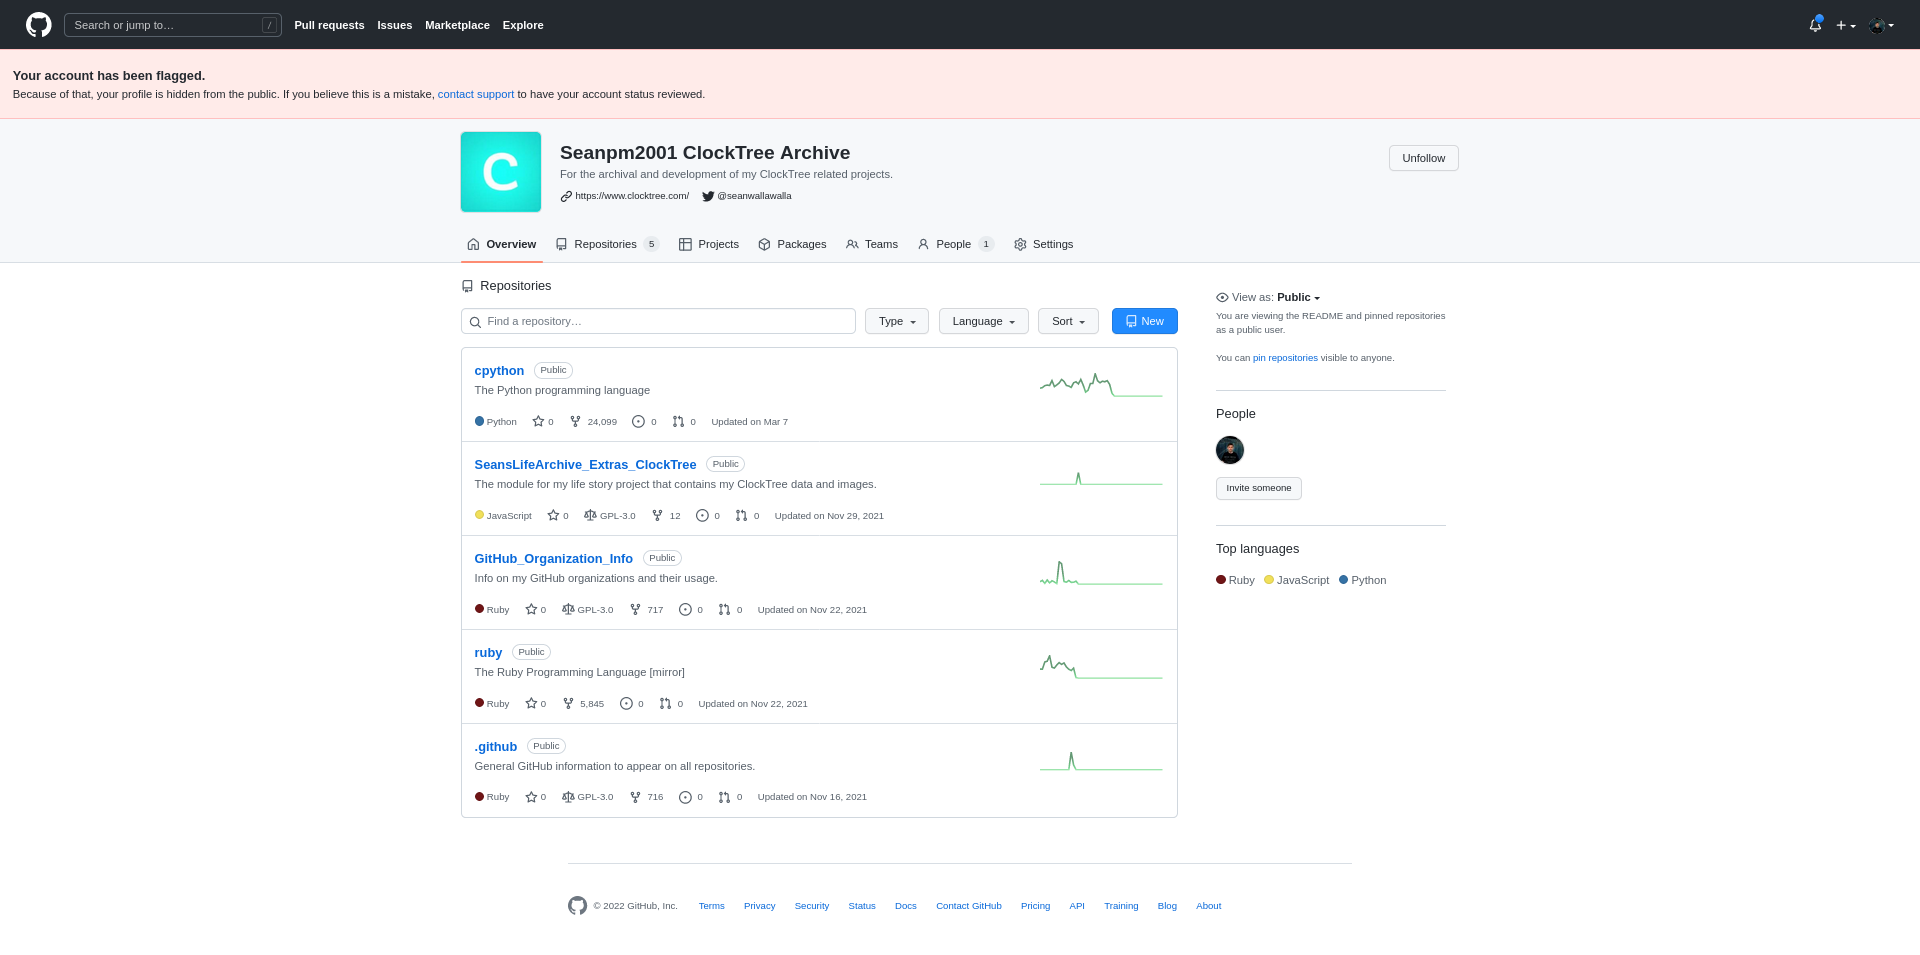 Search or jump to… /
Pull requests Issues Marketplace Explore
Your account has been flagged.
Because of that, your profile is hidden from the public. If you believe this is a mistake, contact support to have your account status reviewed.
C
Seanpm2001 ClockTree Archive
Unfollow
For the archival and development of my ClockTree related projects.
https://www.clocktree.com/ @seanwallawalla
Overview Repositories 5 Projects Packages Teams People 1 Settings
Repositories
Find a repository… Type Language Sort New
cpython Public
The Python programming language
Python 0 24,099 0 0 Updated on Mar 7
SeansLifeArchive_Extras_ClockTree Public
The module for my life story project that contains my ClockTree data and images.
JavaScript 0 GPL-3.0 12 0 0 Updated on Nov 29, 2021
GitHub_Organization_Info Public
Info on my GitHub organizations and their usage.
Ruby 0 GPL-3.0 717 0 0 Updated on Nov 22, 2021
ruby Public
The Ruby Programming Language [mirror]
Ruby 0 5,845 0 0 Updated on Nov 22, 2021
.github Public
General GitHub information to appear on all repositories.
Ruby 0 GPL-3.0 716 0 0 Updated on Nov 16, 2021
View as: Public
You are viewing the README and pinned repositories
as a public user.
You can pin repositories visible to anyone.
People
Invite someone
Top languages
Ruby JavaScript Python
© 2022 GitHub, Inc. Terms Privacy Security Status Docs Contact GitHub Pricing API Training Blog About